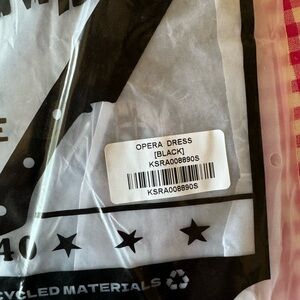 E
OPERA DRESS
[BLACK]
KSRA008890S
KSRA008890S
40 ★ ★ ★
CYCLED MATERIALS